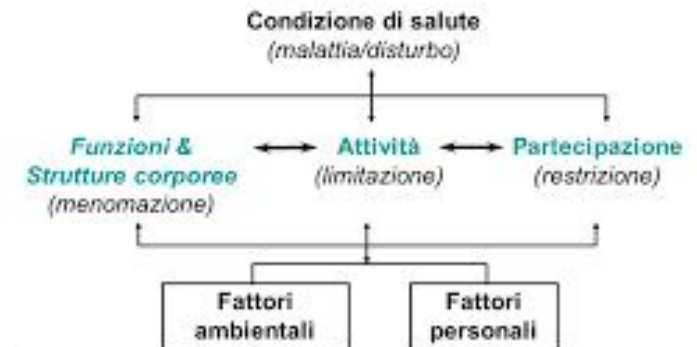 Condizione di salute
(malattia/disturbo)
Funzioni &
Strutture corporee
(menomazione)
Attività
(limitazione)
Partecipazione
(restrizione)
Fattori
ambientali
Fattori
personali